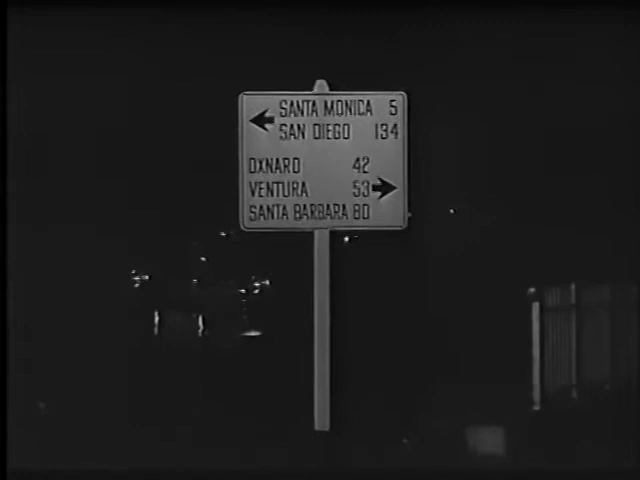 SANTA MONICA 5
SAN DIEGO 134
OXNARD 42
VENTURA 53
SANTA BARBARA 80